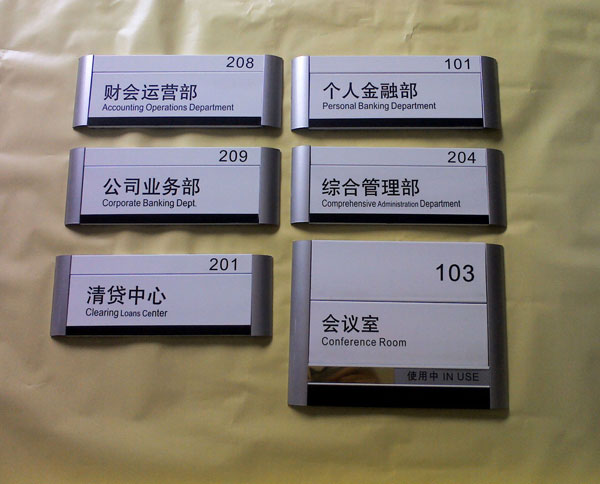 208
财会运营部
Accounting Operations Department
101
个人金融部
Personal Banking Department
209
公司业务部
Corporate Banking Dept.
204
综合管理部
Comprehensive Administration Department
201
清贷中心
Clearing Loans Center
103
会议室
Conference Room
使用中 IN USE